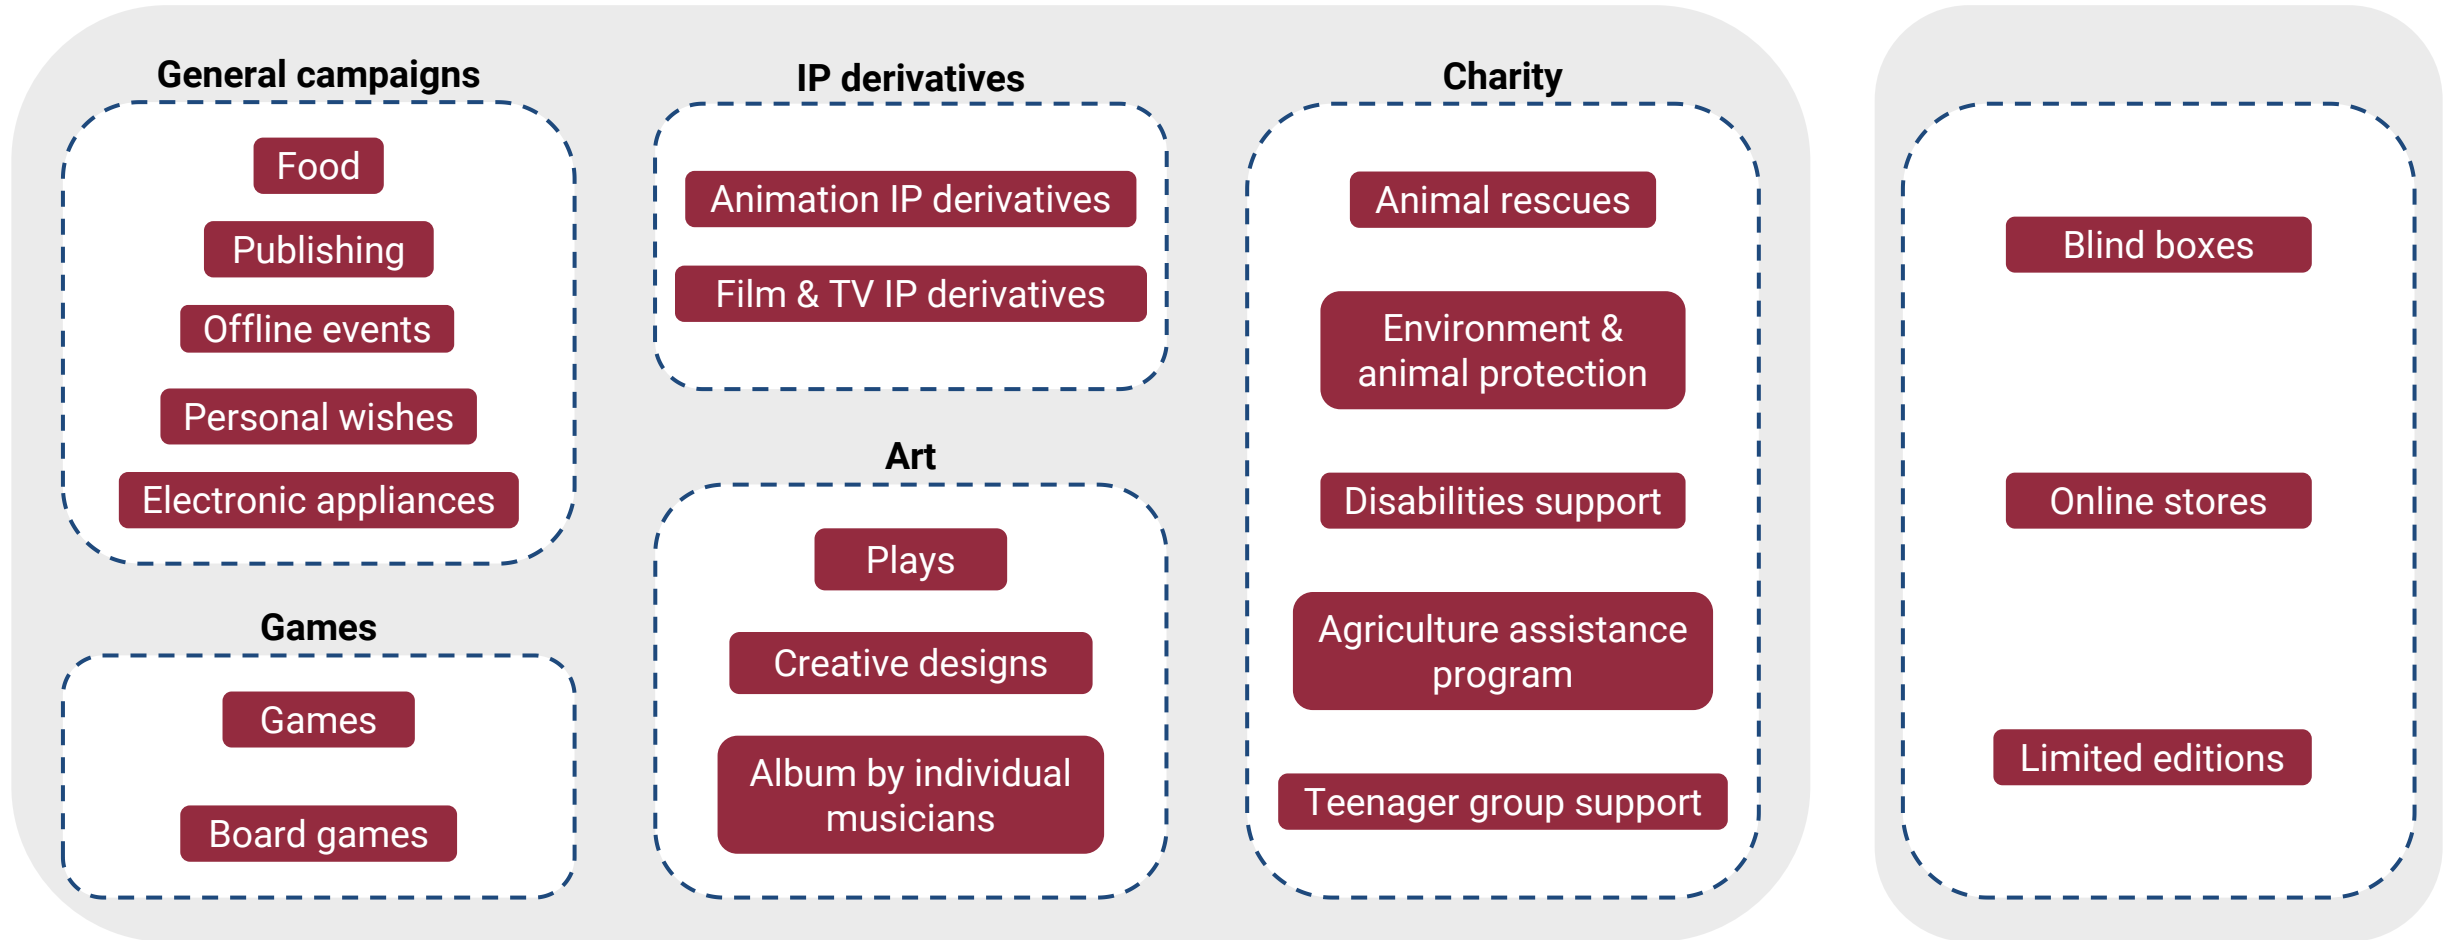 General campaigns
Food
Publishing
Offline events
Personal wishes
Electronic appliances
Games
Games
Board games
IP derivatives
Animation IP derivatives
Film & TV IP derivatives
Art
Plays
Creative designs
Album by individual
musicians
Charity
Animal rescues
Environment &
animal protection
Disabilities support
Agriculture assistance
program
Teenager group support
Blind boxes
Online stores
Limited editions